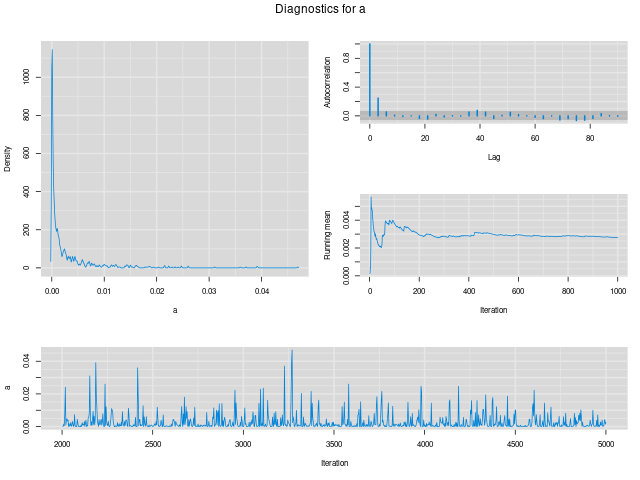 Diagnostics for a
Density
0 200 400 600 800 1000
0.00 0.01 0.02 0.03 0.04
a
Autocorrelation
0.0 0.4 0.8
0 20 40 60 80
Lag
Running mean
0.000 0.002 0.004
0 200 400 600 800 1000
Iteration
a
0.00 0.02 0.04
2000 2500 3000 3500 4000 4500 5000
Iteration